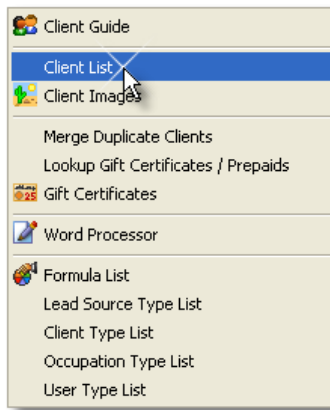 Client Guide
Client List
Client Images
Merge Duplicate Clients
Lookup Gift Certificates / Prepaids
Gift Certificates
Word Processor
Formula List
Lead Source Type List
Client Type List
Occupation Type List
User Type List